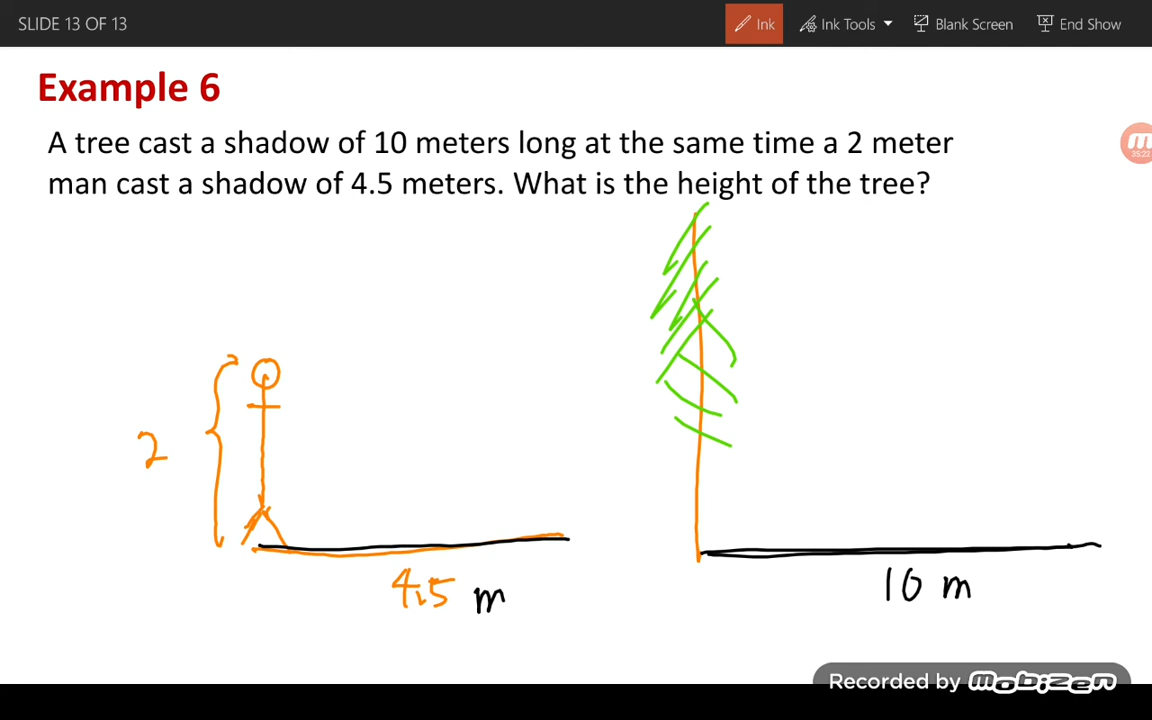 SLIDE 13 OF 13
Ink
Ink Tools
Blank Screen
End Show
Example 6
A tree cast a shadow of 10 meters long at the same time a 2 meter
man cast a shadow of 4.5 meters. What is the height of the tree?
m
35:22
2
4.5 m
10 m
Recorded by mobizen